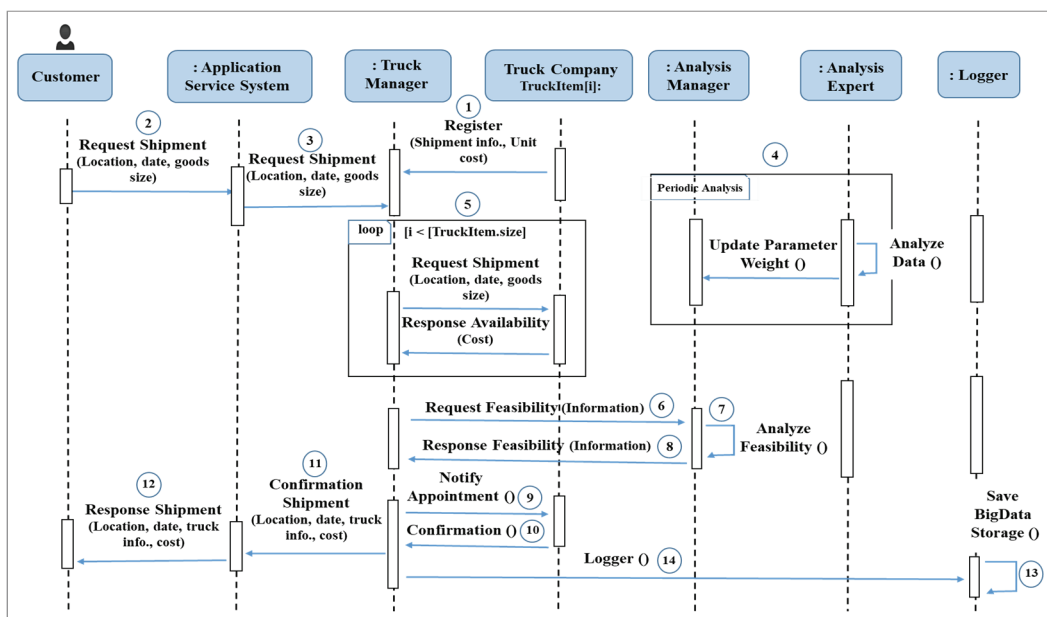 Customer
: Application
Service System
: Truck
Manager
Truck Company
TruckItem[i]:
: Analysis
Manager
: Analysis
Expert
: Logger
1
Register
(Shipment info., Unit
cost)
2
Request Shipment
(Location, date, goods
size)
3
Request Shipment
(Location, date, goods
size)
4
Periodic Analysis
Update Parameter
Weight ()
Analyze
Data ()
5
loop
[i < [TruckItem.size]
Request Shipment
(Location, date, goods
size)
Response Availability
(Cost)
Request Feasibility (Information)
6
7
Analyze
Feasibility ()
Response Feasibility (Information)
8
Notify
Appointment ()
9
Confirmation ()
10
11
Confirmation
Shipment
(Location, date, truck
info., cost)
12
Response Shipment
(Location, date, truck
info., cost)
Save
BigData
Storage ()
13
Logger ()
14